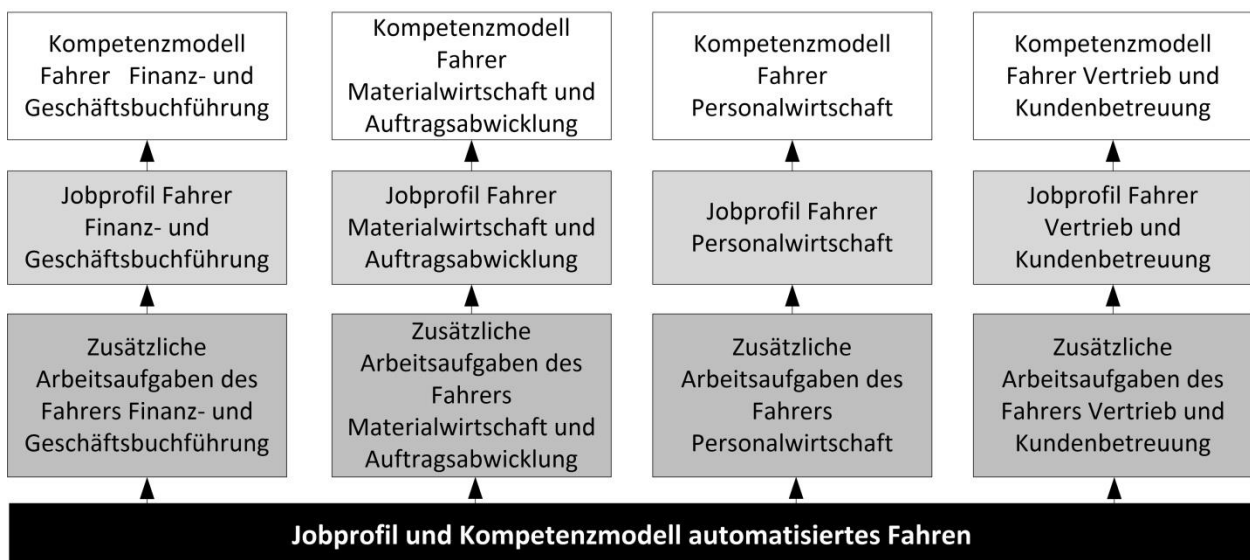 Kompetenzmodell
Fahrer Finanz- und
Geschäftsbuchführung
Kompetenzmodell
Fahrer
Materialwirtschaft und
Auftragsabwicklung
Kompetenzmodell
Fahrer
Personalwirtschaft
Kompetenzmodell
Fahrer Vertrieb und
Kundenbetreuung
Jobprofil Fahrer
Finanz- und
Geschäftsbuchführung
Jobprofil Fahrer
Materialwirtschaft und
Auftragsabwicklung
Jobprofil Fahrer
Personalwirtschaft
Jobprofil Fahrer
Vertrieb und
Kundenbetreuung
Zusätzliche
Arbeitsaufgaben des
Fahrers Finanz- und
Geschäftsbuchführung
Zusätzliche
Arbeitsaufgaben des
Fahrers
Materialwirtschaft und
Auftragsabwicklung
Zusätzliche
Arbeitsaufgaben des
Fahrers
Personalwirtschaft
Zusätzliche
Arbeitsaufgaben des
Fahrers Vertrieb und
Kundenbetreuung
Jobprofil und Kompetenzmodell automatisiertes Fahren